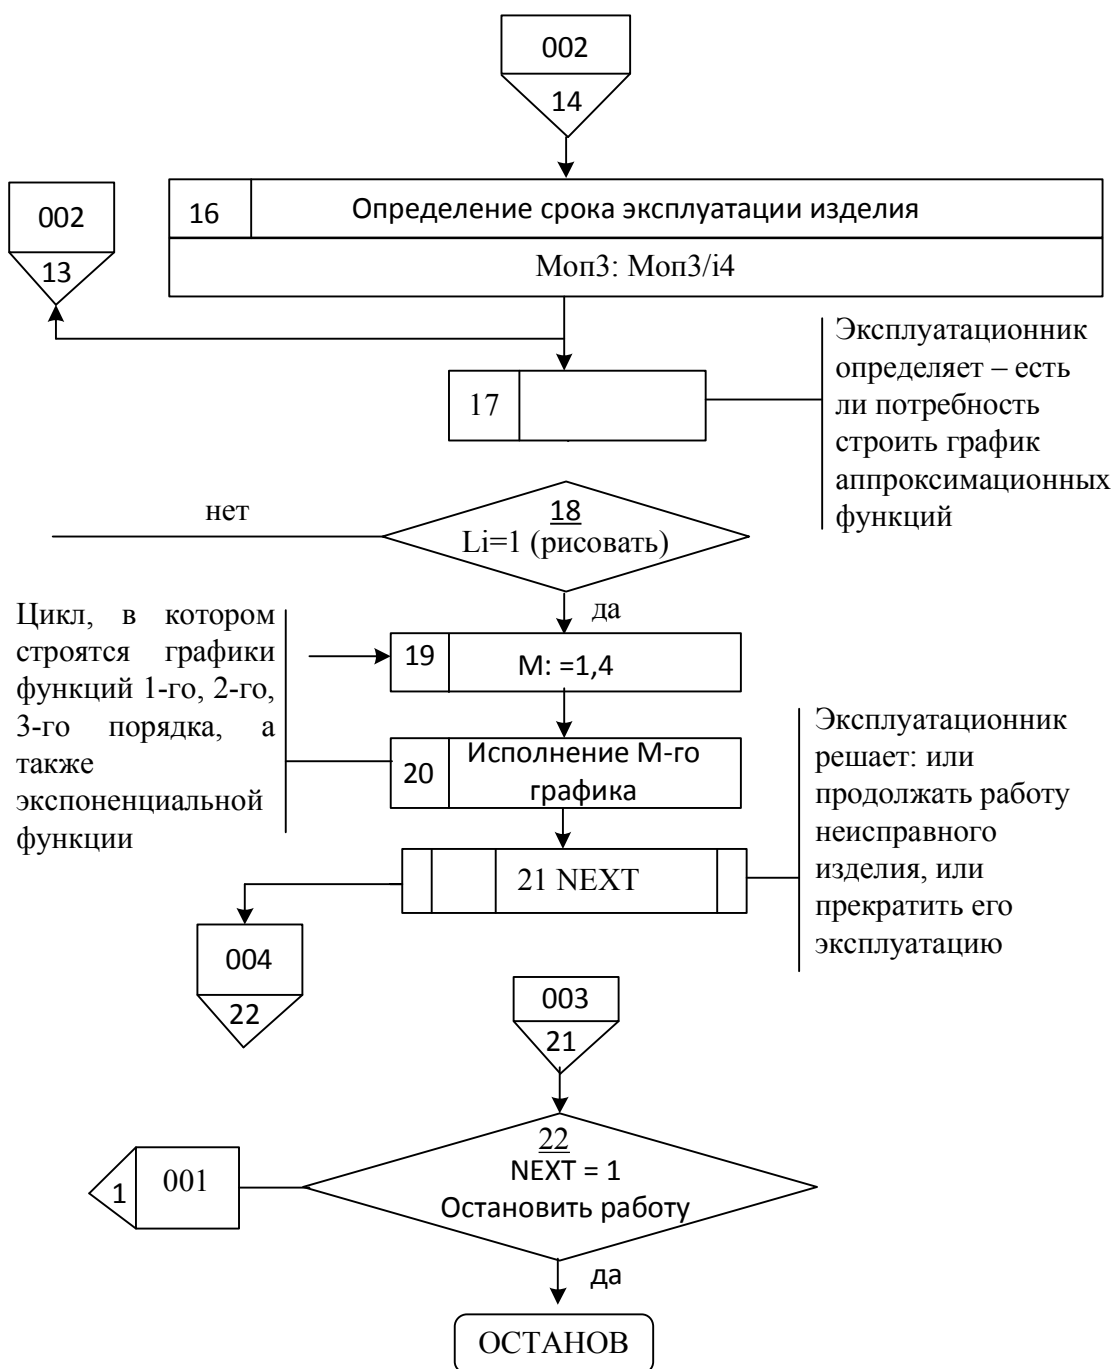 002
14
002
13
16 Определение срока эксплуатации изделия
Моп3: Моп3/i4
17
Эксплуатационник
определяет – есть
ли потребность
строить график
аппроксимационных
функций
нет
18
Li=1 (рисовать)
да
Цикл, в котором
строятся графики
функций 1-го, 2-го,
3-го порядка, а
также
экспоненциальной
функции
19 М: =1,4
20 Исполнение М-го
графика
21 NEXT
Эксплуатационник
решает: или
продолжать работу
неисправного
изделия, или
прекратить его
эксплуатацию
004
22
003
21
22
NEXT = 1
Остановить работу
1 001
да
ОСТАНОВ